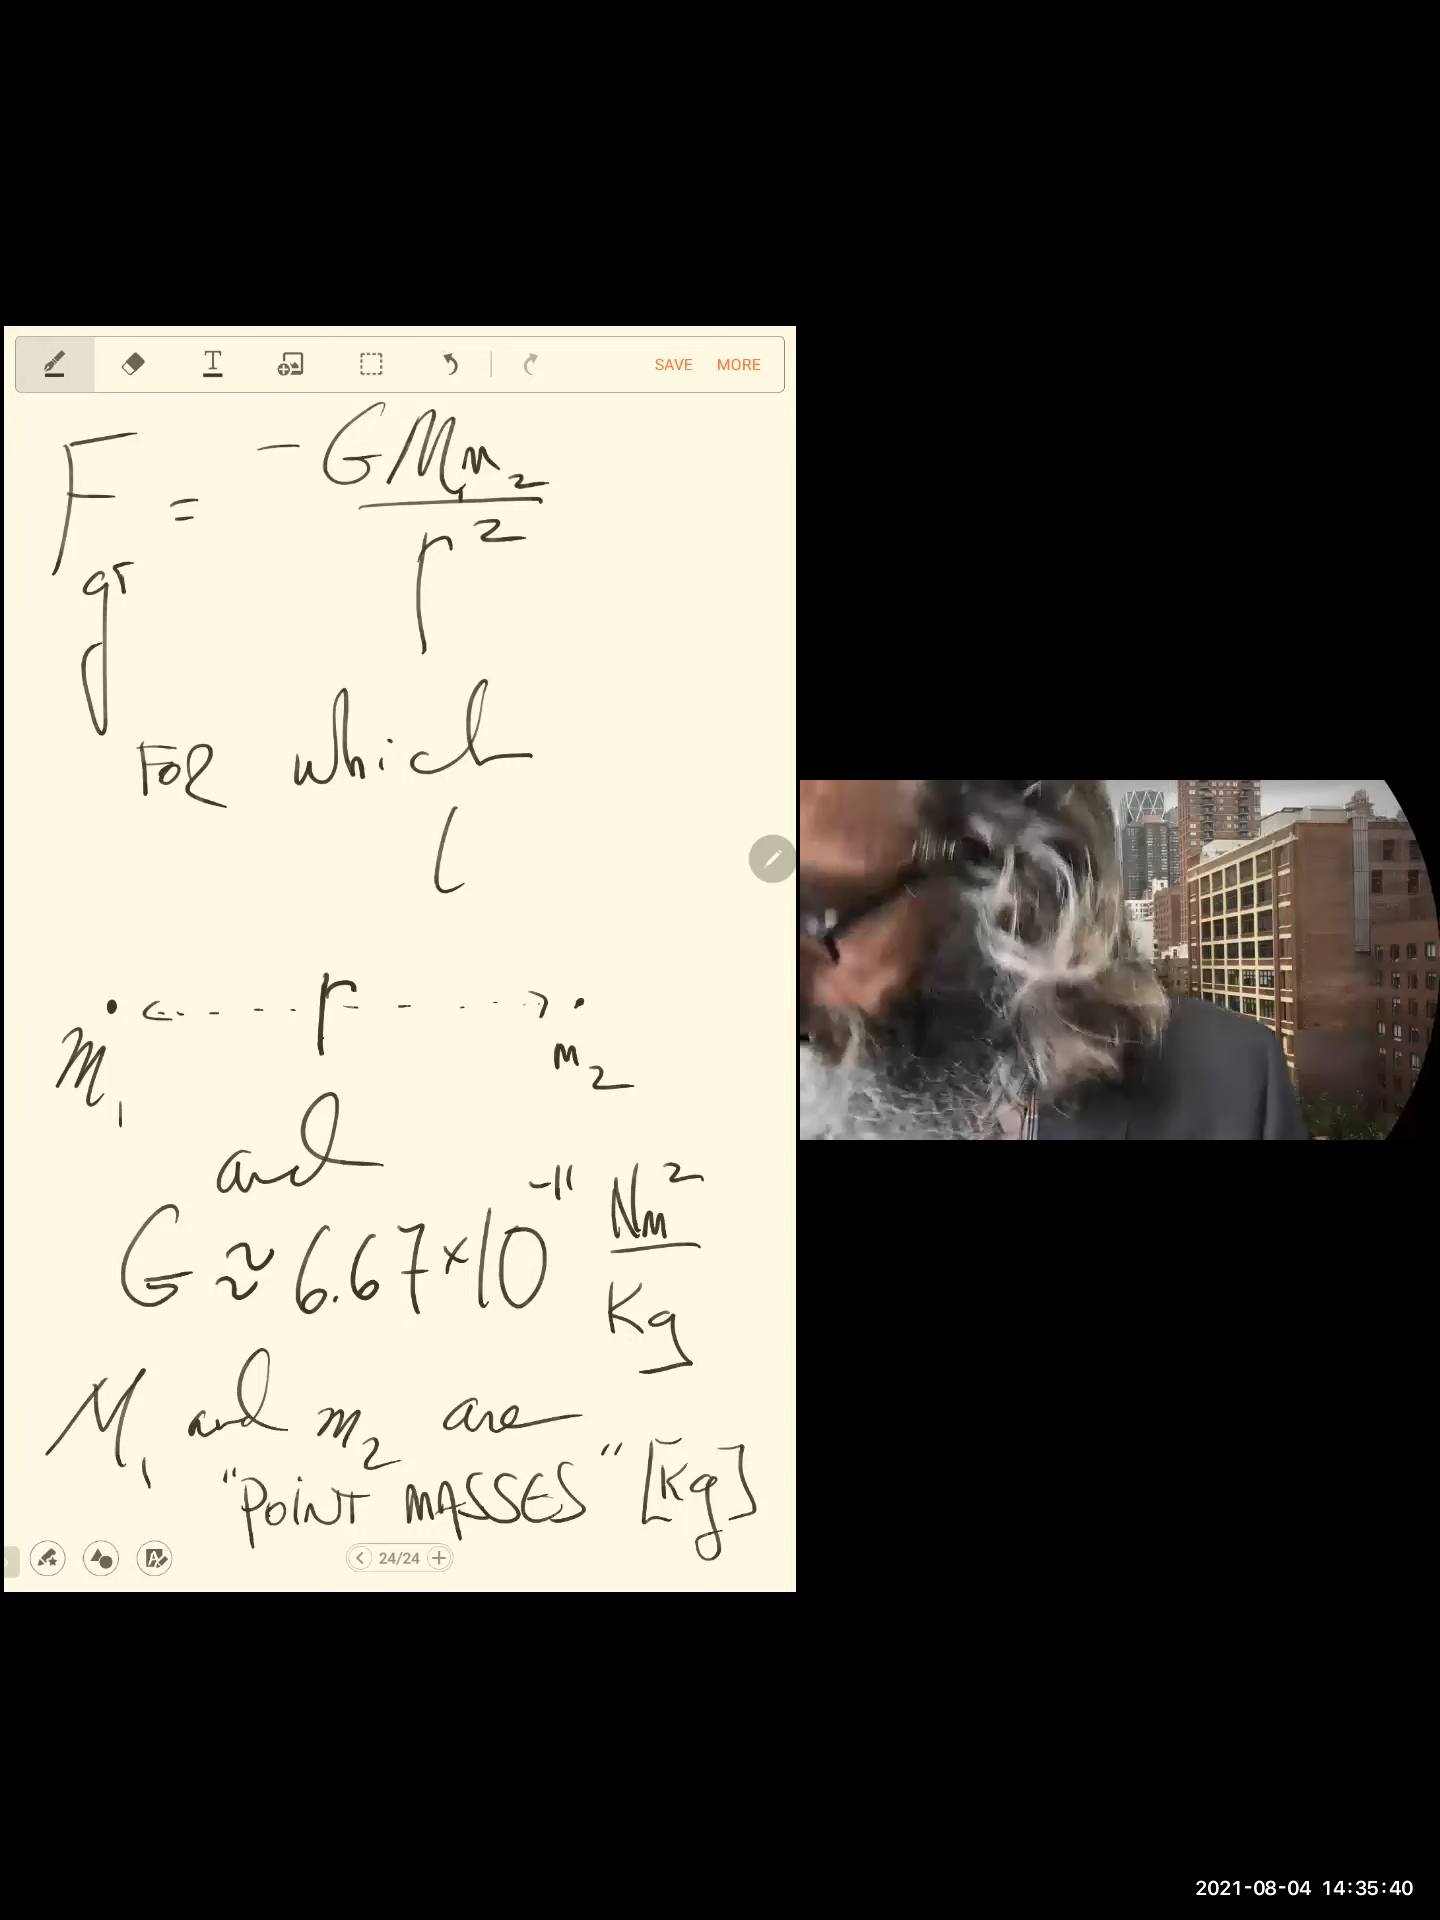 SAVE MORE
F_gr = -GM₁m₂/r²
FOR which
m₁ r m₂
and
G ≈ 6.67×10⁻¹¹ Nm²/Kg
M₁ and m₂ are
"POINT MASSES" [Kg]
24/24
2021-08-04 14:35:40